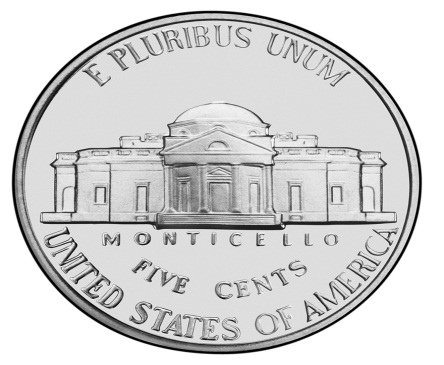 E PLURIBUS UNUM
MONTICELLO
FIVE CENTS
UNITED STATES OF AMERICA